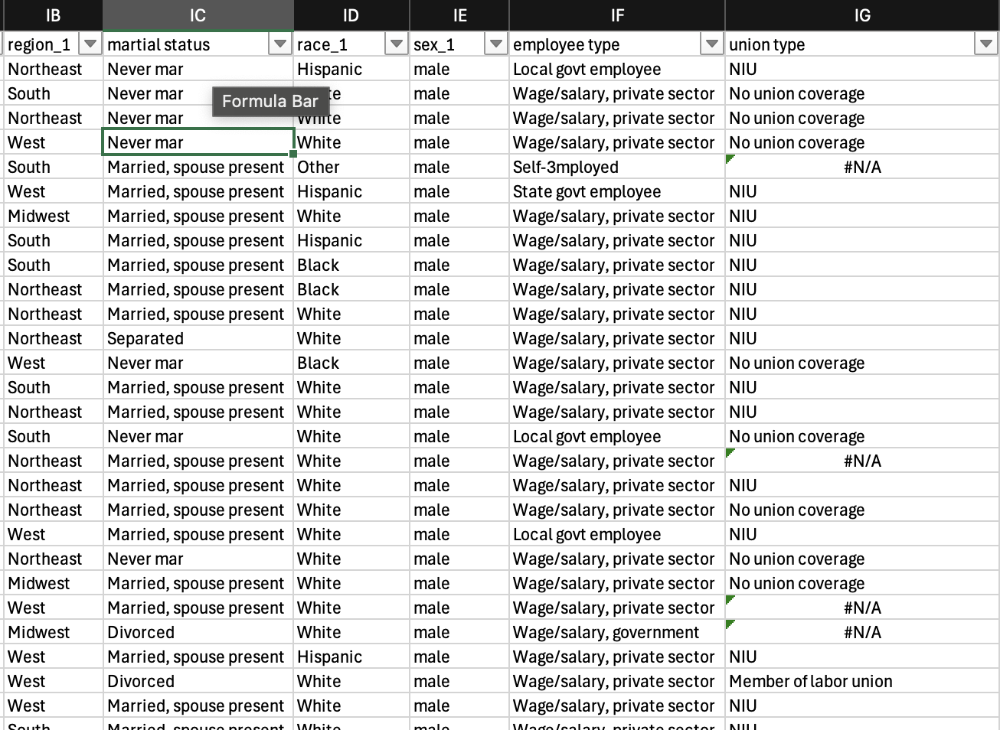 IB IC ID IE IF IG
region_1 martial status race_1 sex_1 employee type union type
Northeast Never mar Hispanic male Local govt employee NIU
South Never mar Formula Bar male Wage/salary, private sector No union coverage
Northeast Never mar White male Wage/salary, private sector No union coverage
West Never mar White male Wage/salary, private sector No union coverage
South Married, spouse present Other male Self-3mployed #N/A
West Married, spouse present Hispanic male State govt employee NIU
Midwest Married, spouse present White male Wage/salary, private sector NIU
South Married, spouse present Hispanic male Wage/salary, private sector NIU
South Married, spouse present Black male Wage/salary, private sector NIU
Northeast Married, spouse present Black male Wage/salary, private sector NIU
Northeast Married, spouse present White male Wage/salary, private sector NIU
Northeast Separated White male Wage/salary, private sector NIU
West Never mar Black male Wage/salary, private sector No union coverage
South Married, spouse present White male Wage/salary, private sector NIU
Northeast Married, spouse present White male Wage/salary, private sector NIU
South Never mar White male Local govt employee No union coverage
Northeast Married, spouse present White male Wage/salary, private sector #N/A
Northeast Married, spouse present White male Wage/salary, private sector NIU
Northeast Married, spouse present White male Wage/salary, private sector No union coverage
West Married, spouse present White male Local govt employee NIU
Northeast Never mar White male Wage/salary, private sector No union coverage
Midwest Married, spouse present White male Wage/salary, private sector No union coverage
West Married, spouse present White male Wage/salary, private sector #N/A
Midwest Divorced White male Wage/salary, government #N/A
West Married, spouse present Hispanic male Wage/salary, private sector NIU
West Divorced White male Wage/salary, private sector Member of labor union
West Married, spouse present White male Wage/salary, private sector NIU
South Married, spouse present White male Wage/salary, private sector NIU